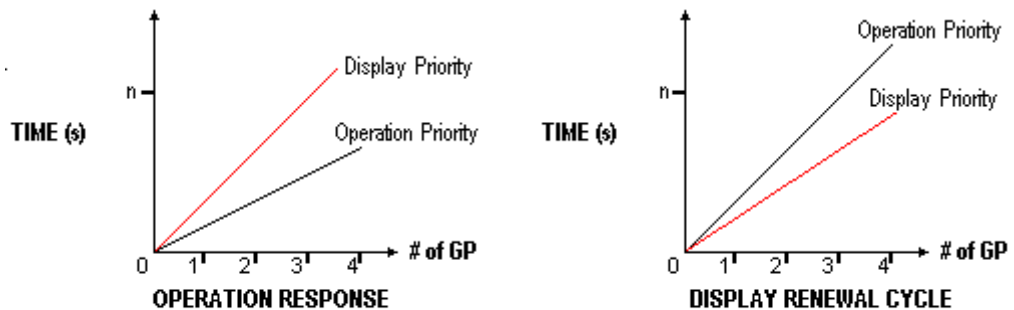 Display Priority
n
TIME (s)
Operation Priority
# of GP
0 1 2 3 4
OPERATION RESPONSE
Operation Priority
n
Display Priority
TIME (s)
# of GP
0 1 2 3 4
DISPLAY RENEWAL CYCLE